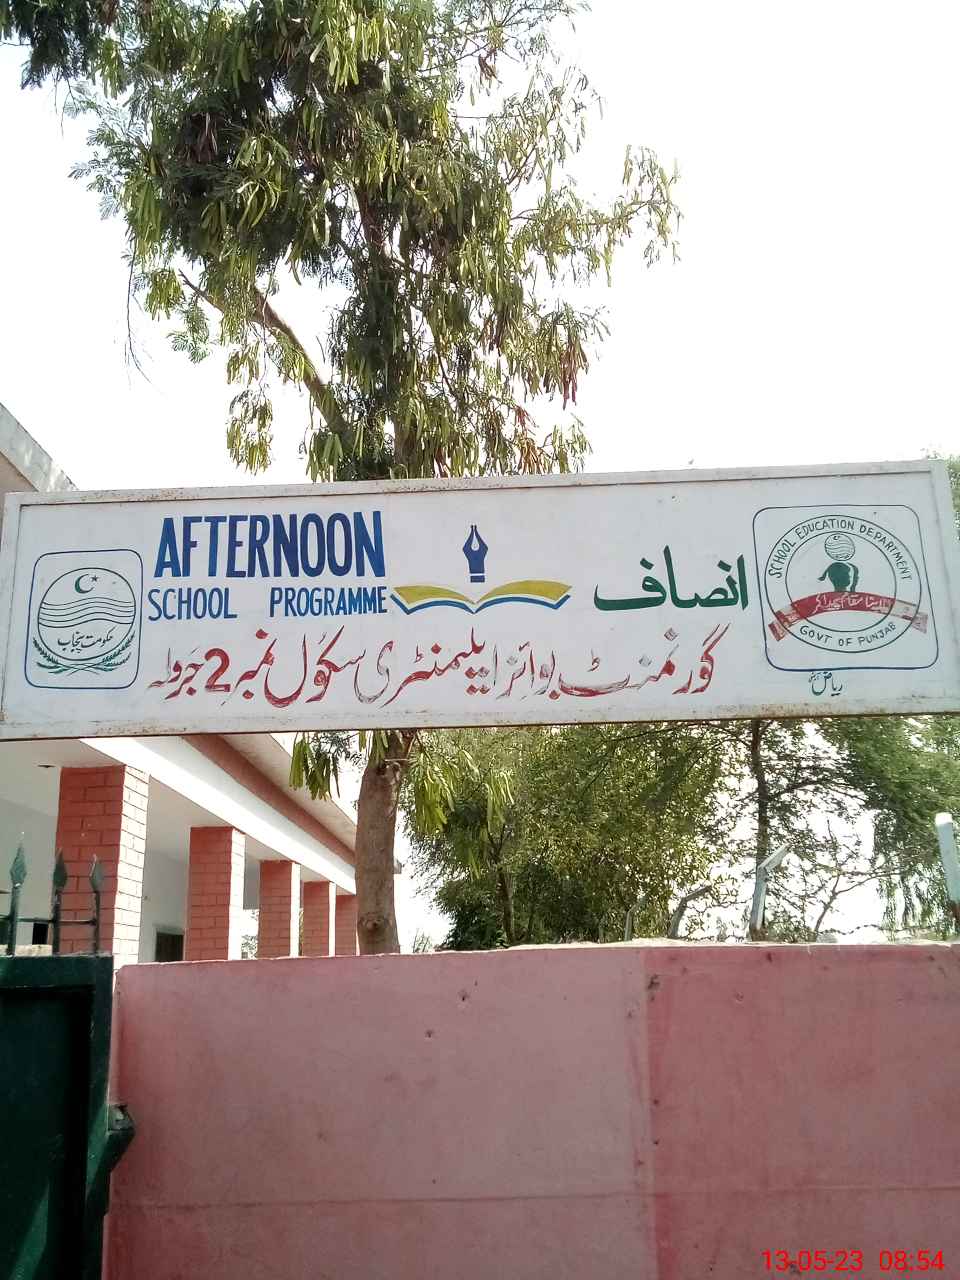 AFTERNOON
SCHOOL PROGRAMME
انصاف
گورنمنٹ بوائز ایلیمنٹری سکول نمبر 2
حکومت پنجاب
SCHOOL EDUCATION DEPARTMENT
GOVT OF PUNJAB
ریاض
13-05-23 08:54